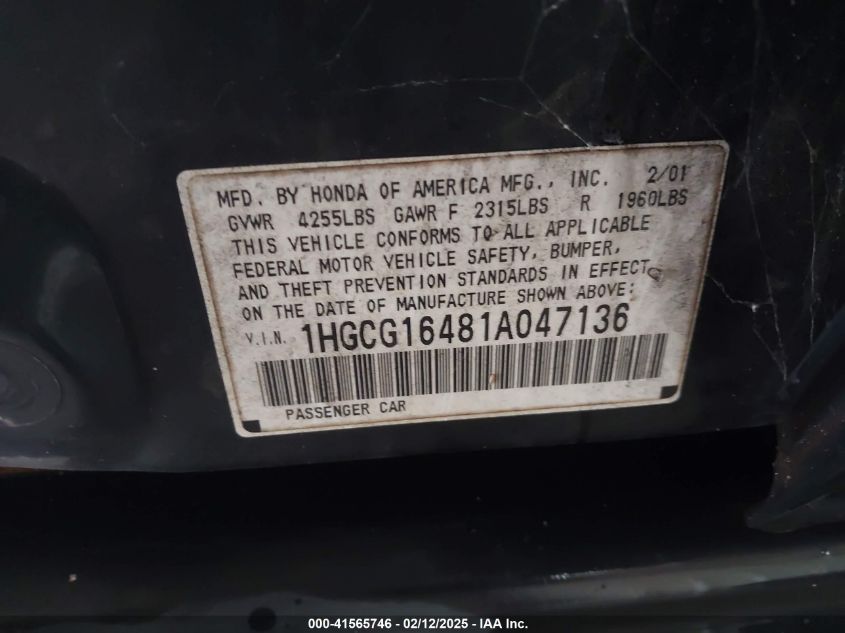 MFD. BY HONDA OF AMERICA MFG., INC. 2/01
GVWR 4255LBS GAWR F 2315LBS R 1960LBS
THIS VEHICLE CONFORMS TO ALL APPLICABLE
FEDERAL MOTOR VEHICLE SAFETY, BUMPER,
AND THEFT PREVENTION STANDARDS IN EFFECT
ON THE DATE OF MANUFACTURE SHOWN ABOVE:
V.I.N. 1HGCG16481A047136
PASSENGER CAR
000-41565746 - 02/12/2025 - IAA Inc.